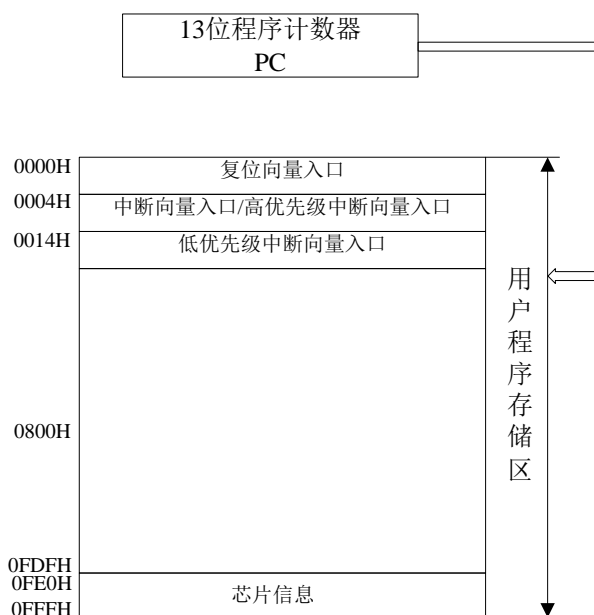 13位程序计数器
PC
0000H
复位向量入口
0004H
中断向量入口/高优先级中断向量入口
0014H
低优先级中断向量入口
用户程序存储区
0800H
0FDFH
0FE0H
芯片信息
0FFFH